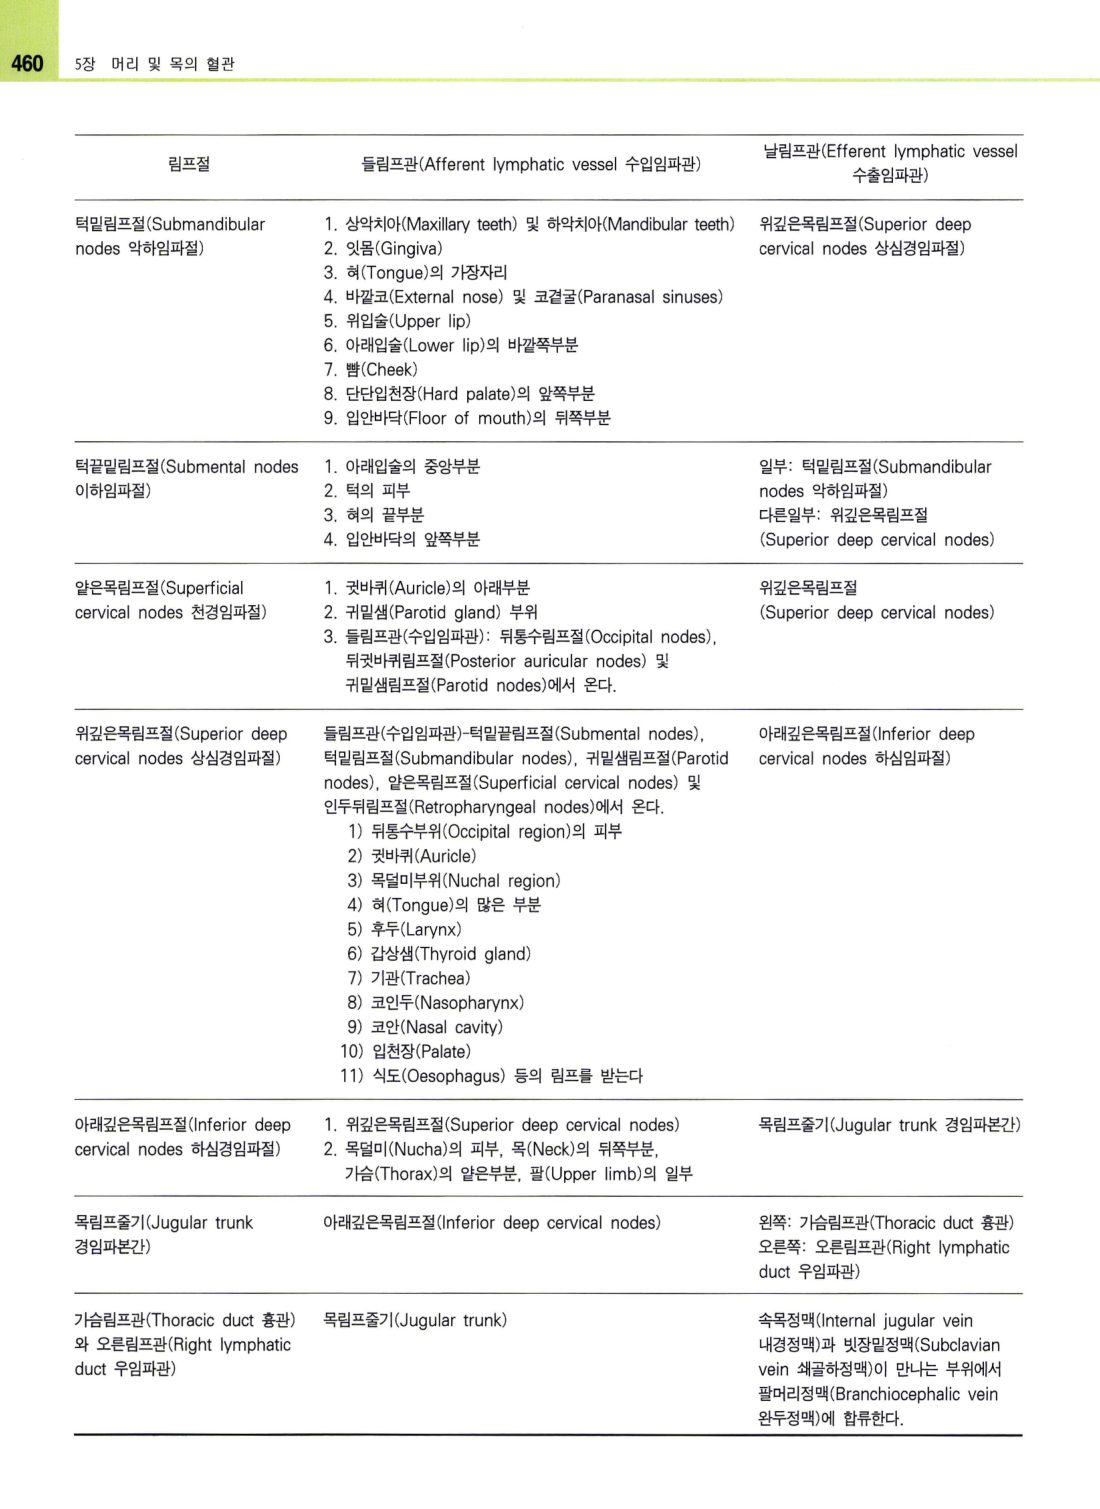 460
5장 머리 및 목의 혈관
림프절
들림프관(Afferent lymphatic vessel 수입임파관)
날림프관(Efferent lymphatic vessel
수출임파관)
턱밑림프절(Submandibular
nodes 악하임파절)
1. 상악치아(Maxillary teeth) 및 하악치아(Mandibular teeth)
2. 잇몸(Gingiva)
3. 혀(Tongue)의 가장자리
4. 바깥코(External nose) 및 코곁굴(Paranasal sinuses)
5. 위입술(Upper lip)
6. 아래입술(Lower lip)의 바깥쪽부분
7. 뺨(Cheek)
8. 단단입천장(Hard palate)의 앞쪽부분
9. 입안바닥(Floor of mouth)의 뒤쪽부분
위깊은목림프절(Superior deep
cervical nodes 상심경임파절)
턱끝밑림프절(Submental nodes
이하임파절)
1. 아래입술의 중앙부분
2. 턱의 피부
3. 혀의 끝부분
4. 입안바닥의 앞쪽부분
일부: 턱밑림프절(Submandibular
nodes 악하임파절)
다른일부: 위깊은목림프절
(Superior deep cervical nodes)
얕은목림프절(Superficial
cervical nodes 천경임파절)
1. 귓바퀴(Auricle)의 아래부분
2. 귀밑샘(Parotid gland) 부위
3. 들림프관(수입임파관): 뒤통수림프절(Occipital nodes),
뒤귓바퀴림프절(Posterior auricular nodes) 및
귀밑샘림프절(Parotid nodes)에서 온다.
위깊은목림프절
(Superior deep cervical nodes)
위깊은목림프절(Superior deep
cervical nodes 상심경임파절)
들림프관(수입임파관)-턱밑끝림프절(Submental nodes),
턱밑림프절(Submandibular nodes), 귀밑샘림프절(Parotid
nodes), 얕은목림프절(Superficial cervical nodes) 및
인두뒤림프절(Retropharyngeal nodes)에서 온다.
1) 뒤통수부위(Occipital region)의 피부
2) 귓바퀴(Auricle)
3) 목덜미부위(Nuchal region)
4) 혀(Tongue)의 많은 부분
5) 후두(Larynx)
6) 갑상샘(Thyroid gland)
7) 기관(Trachea)
8) 코인두(Nasopharynx)
9) 코안(Nasal cavity)
10) 입천장(Palate)
11) 식도(Oesophagus) 등의 림프를 받는다
아래깊은목림프절(Inferior deep
cervical nodes 하심임파절)
아래깊은목림프절(Inferior deep
cervical nodes 하심경임파절)
1. 위깊은목림프절(Superior deep cervical nodes)
2. 목덜미(Nucha)의 피부, 목(Neck)의 뒤쪽부분,
가슴(Thorax)의 얕은부분, 팔(Upper limb)의 일부
목림프줄기(Jugular trunk 경임파본간)
목림프줄기(Jugular trunk
경임파본간)
아래깊은목림프절(Inferior deep cervical nodes)
왼쪽: 가슴림프관(Thoracic duct 흉관)
오른쪽: 오른림프관(Right lymphatic
duct 우임파관)
가슴림프관(Thoracic duct 흉관)
와 오른림프관(Right lymphatic
duct 우임파관)
목림프줄기(Jugular trunk)
속목정맥(Internal jugular vein
내경정맥)과 빗장밑정맥(Subclavian
vein 쇄골하정맥)이 만나는 부위에서
팔머리정맥(Branchiocephalic vein
완두정맥)에 합류한다.